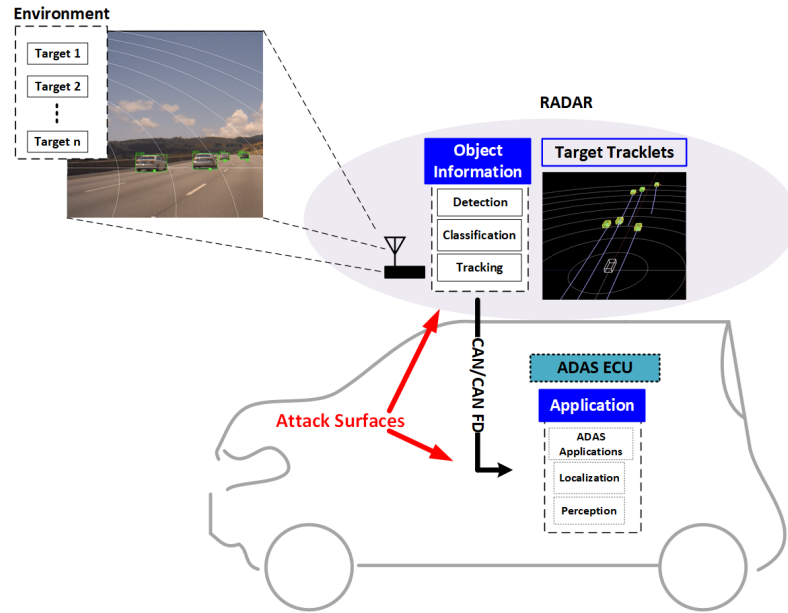 Environment
Target 1
Target 2
Target n
RADAR
Object
Information
Detection
Classification
Tracking
Target Tracklets
CAN/CAN FD
Attack Surfaces
ADAS ECU
Application
ADAS
Applications
Localization
Perception